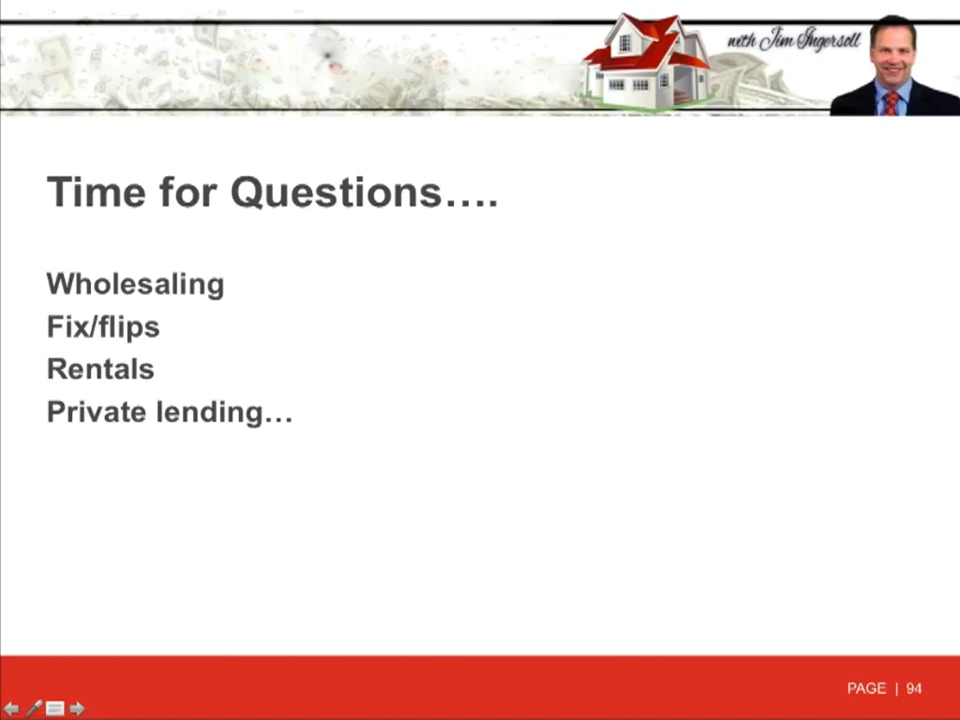 with Jim Ingersoll
Time for Questions….
Wholesaling
Fix/flips
Rentals
Private lending…
PAGE | 94